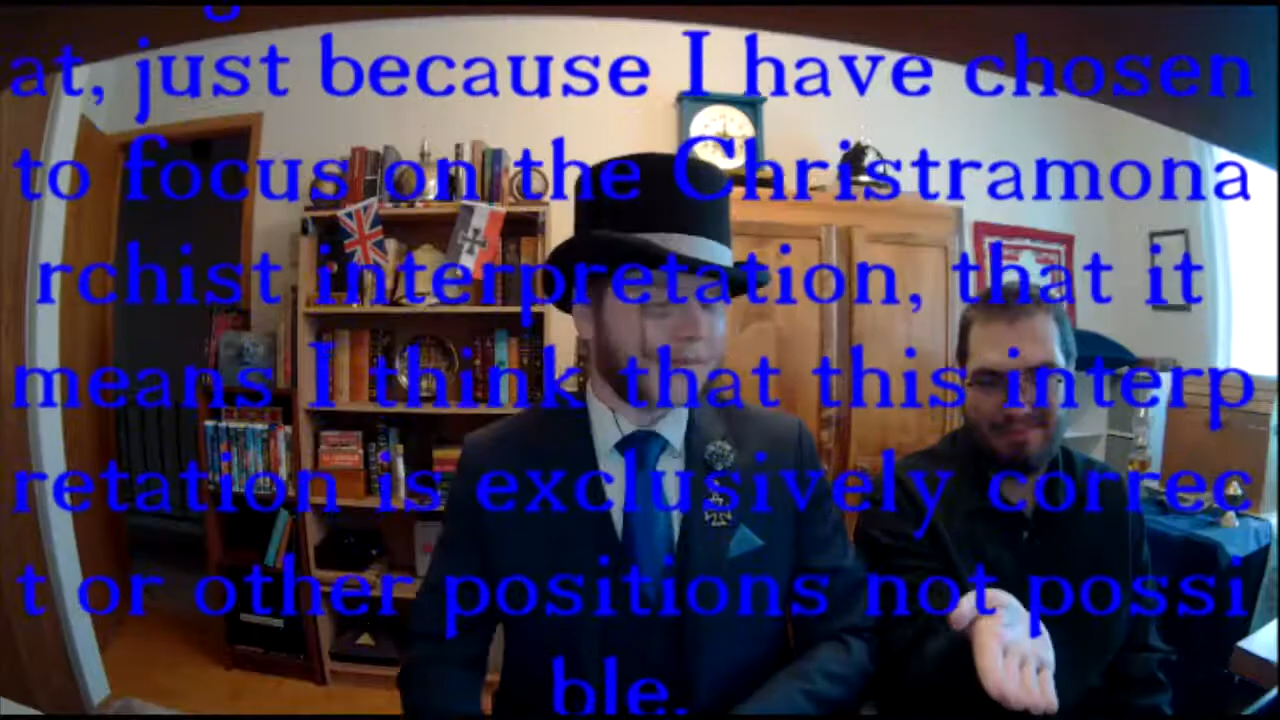 at, just because I have chosen
to focus on the Christramona
rchist interpretation, that it
means I think that this interp
retation is exclusively correc
t or other positions not possi
ble.